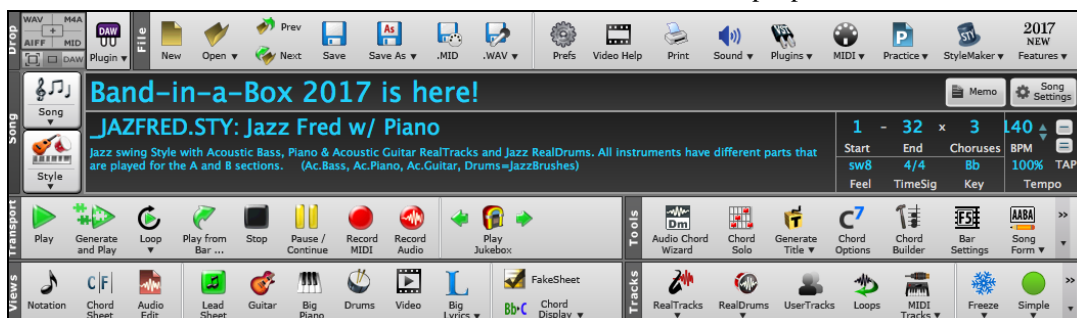 Drop
WAV M4A
+
AIFF MID
DAW
DAW
Plugin
File
New
Open
Prev
Next
Save
As
Save As
.MID
.WAV
Prefs
Video Help
Print
Sound
Plugins
MIDI
P
Practice
StyleMaker
2017
NEW
Features
Song
Song
Style
Band-in-a-Box 2017 is here!
Memo
Song
Settings
_JAZFRED.STY: Jazz Fred w/ Piano
Jazz swing Style with Acoustic Bass, Piano & Acoustic Guitar RealTracks and Jazz RealDrums. All instruments have different parts that
are played for the A and B sections. (Ac.Bass, Ac.Piano, Ac.Guitar, Drums=JazzBrushes)
1 - 32 x 3 140
Start End Choruses BPM
sw8 4/4 Bb 100% TAP
Feel TimeSig Key Tempo
Transport
Play
Generate
and Play
Loop
Play from
Bar ...
Stop
Pause /
Continue
Record
MIDI
Record
Audio
Play
Jukebox
Tools
Dm
Audio Chord
Wizard
Chord
Solo
T
Generate
Title
C7
Chord
Options
Chord
Builder
F5
Bar
Settings
AABA
Song
Form
»
Views
Notation
C|F|
Chord
Sheet
Audio
Edit
Lead
Sheet
Guitar
Big
Piano
Drums
Video
L
Big
Lyrics
FakeSheet
Bb›C
Chord
Display
Tracks
RealTracks
RealDrums
UserTracks
Loops
MIDI
Tracks
Freeze
Simple
»